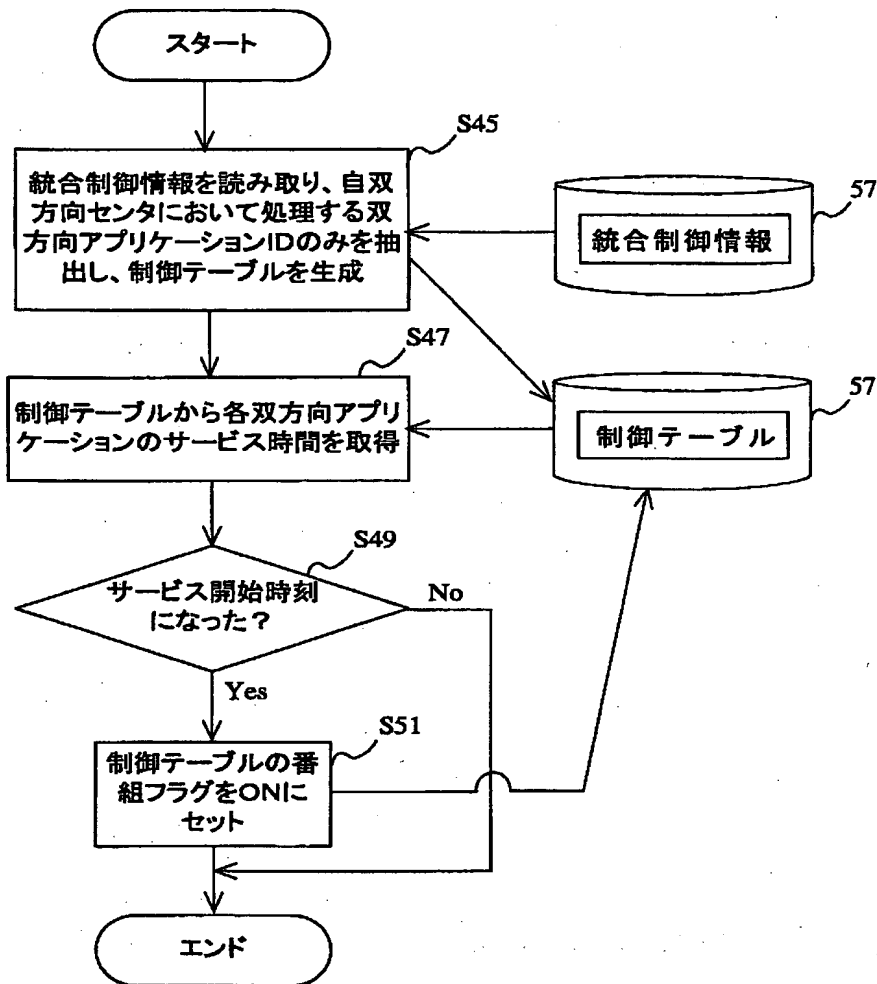 スタート
S45
統合制御情報を読み取り、自双
方向センタにおいて処理する双
方向アプリケーションIDのみを抽
出し、制御テーブルを生成
57
統合制御情報
S47
制御テーブルから各双方向アプリ
ケーションのサービス時間を取得
57
制御テーブル
S49
サービス開始時刻
になった？
No
Yes
S51
制御テーブルの番
組フラグをONに
セット
エンド